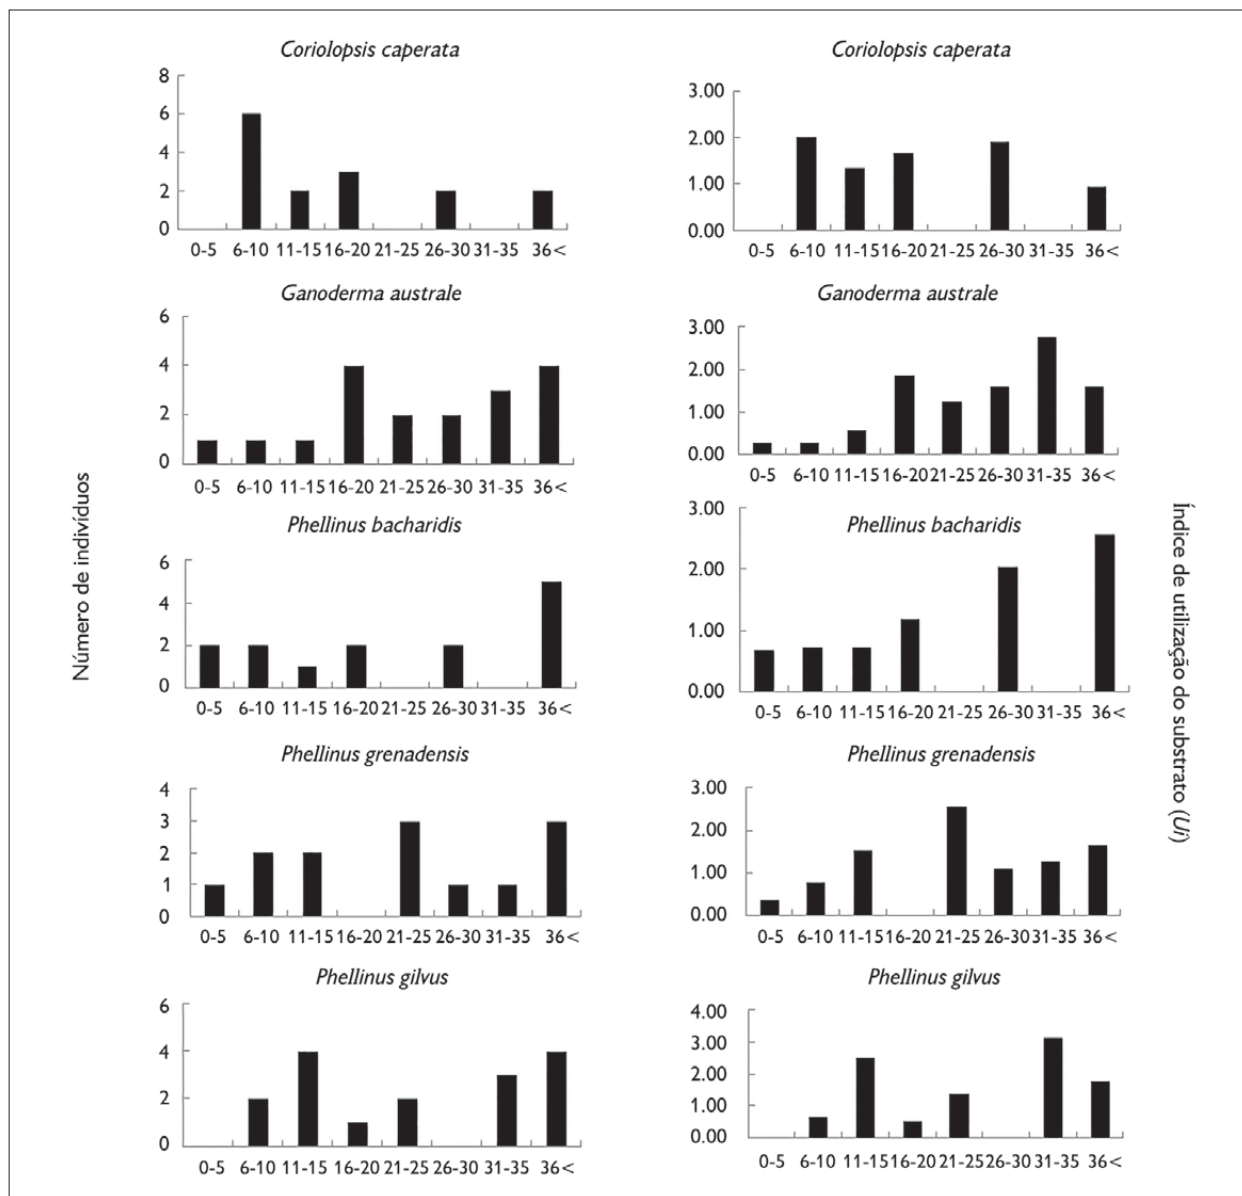 Coriolopsis caperata
8
6
4
2
0
0-5 6-10 11-15 16-20 21-25 26-30 31-35 36<
Coriolopsis caperata
3.00
2.00
1.00
0.00
0-5 6-10 11-15 16-20 21-25 26-30 31-35 36<
Ganoderma australe
6
4
2
0
0-5 6-10 11-15 16-20 21-25 26-30 31-35 36<
Ganoderma australe
3.00
2.00
1.00
0.00
0-5 6-10 11-15 16-20 21-25 26-30 31-35 36<
Número de indivíduos
Phellinus bacharidis
6
4
2
0
0-5 6-10 11-15 16-20 21-25 26-30 31-35 36<
Phellinus bacharidis
3.00
2.00
1.00
0.00
0-5 6-10 11-15 16-20 21-25 26-30 31-35 36<
Índice de utilização do substrato (Ui)
Phellinus grenadensis
4
3
2
1
0
0-5 6-10 11-15 16-20 21-25 26-30 31-35 36<
Phellinus grenadensis
3.00
2.00
1.00
0.00
0-5 6-10 11-15 16-20 21-25 26-30 31-35 36<
Phellinus gilvus
6
4
2
0
0-5 6-10 11-15 16-20 21-25 26-30 31-35 36<
Phellinus gilvus
4.00
3.00
2.00
1.00
0.00
0-5 6-10 11-15 16-20 21-25 26-30 31-35 36<